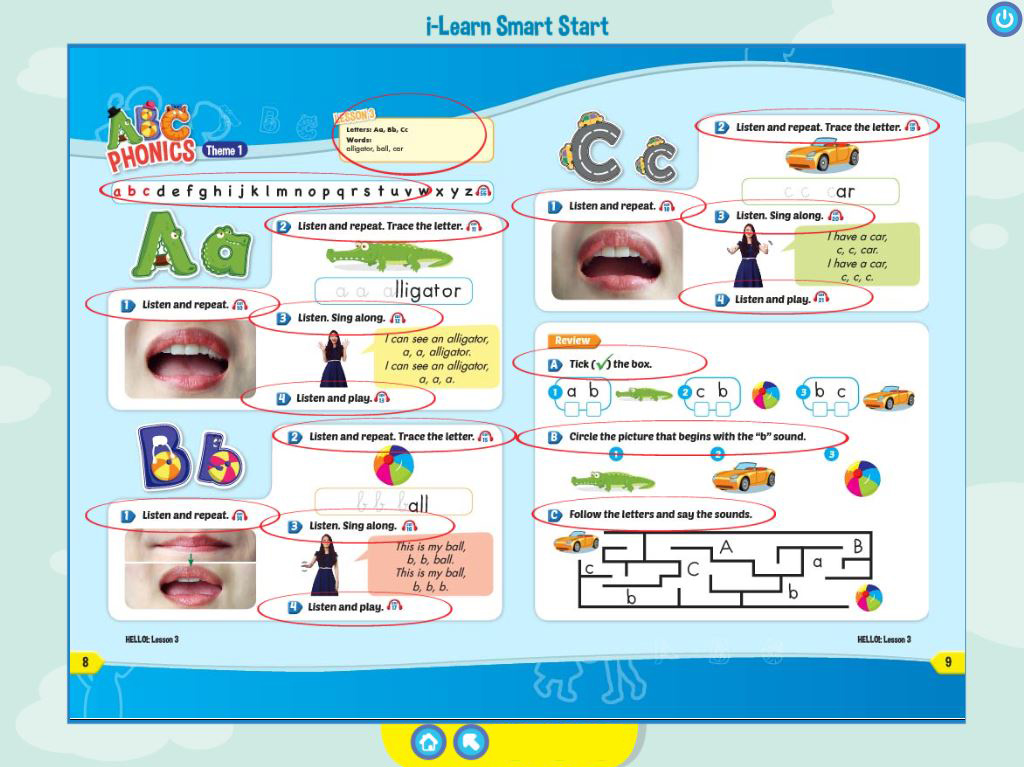 i-Learn Smart Start
ABC
PHONICS
Theme 1
LESSON 3
Letters: Aa, Bb, Cc
Words:
alligator, ball, car
a b c d e f g h i j k l m n o p q r s t u v w x y z
Aa
1 Listen and repeat.
2 Listen and repeat. Trace the letter.
a a alligator
3 Listen. Sing along.
I can see an alligator,
a, a, alligator.
I can see an alligator,
a, a, a.
4 Listen and play.
Bb
1 Listen and repeat.
2 Listen and repeat. Trace the letter.
b b ball
3 Listen. Sing along.
This is my ball,
b, b, ball.
This is my ball,
b, b, b.
4 Listen and play.
HELLO!: Lesson 3
8
Cc
1 Listen and repeat.
2 Listen and repeat. Trace the letter.
c c car
3 Listen. Sing along.
I have a car,
c, c, car.
I have a car,
c, c, c.
4 Listen and play.
Review
A Tick (✓) the box.
1 a b
2 c b
3 b c
B Circle the picture that begins with the “b” sound.
1 2 3
C Follow the letters and say the sounds.
A B
c C a
b b
HELLO!: Lesson 3
9